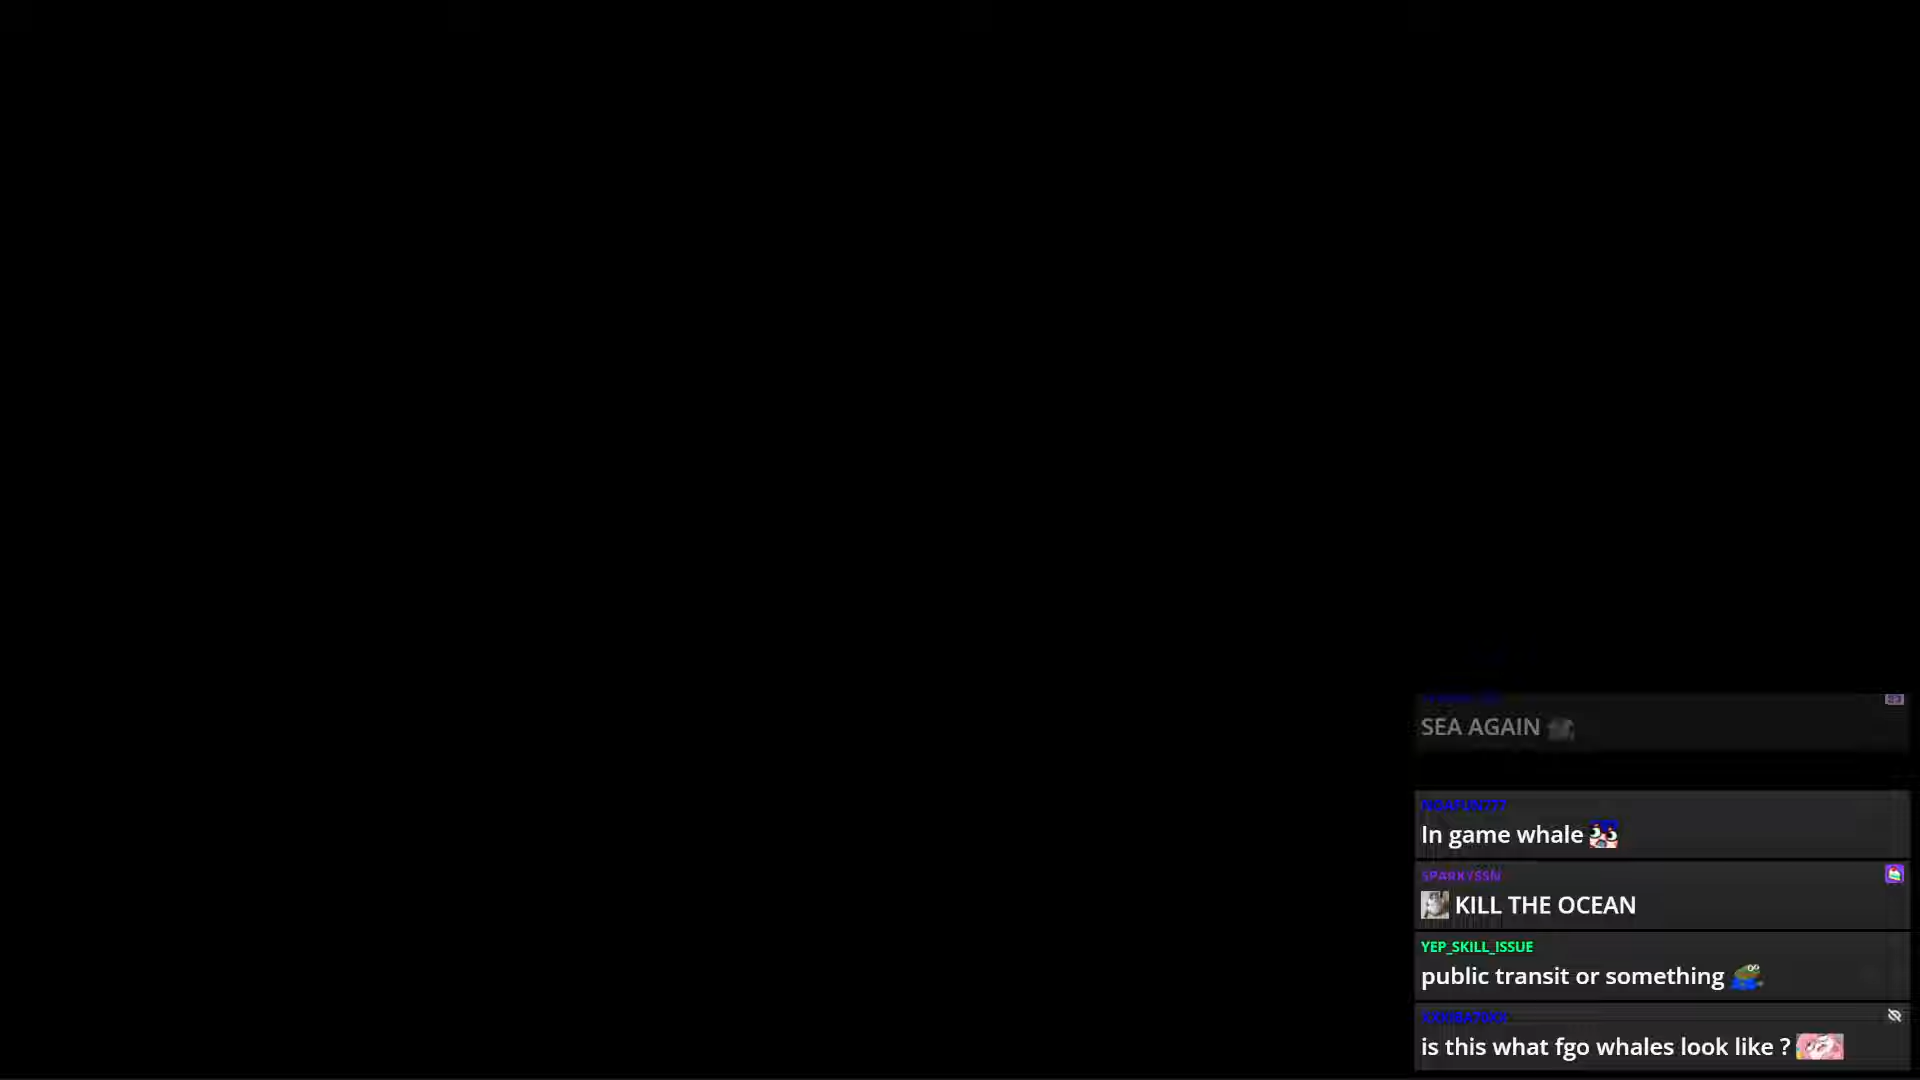 SEA AGAIN
In game whale
SPARKYSSN
KILL THE OCEAN
YEP_SKILL_ISSUE
public transit or something
is this what fgo whales look like ?